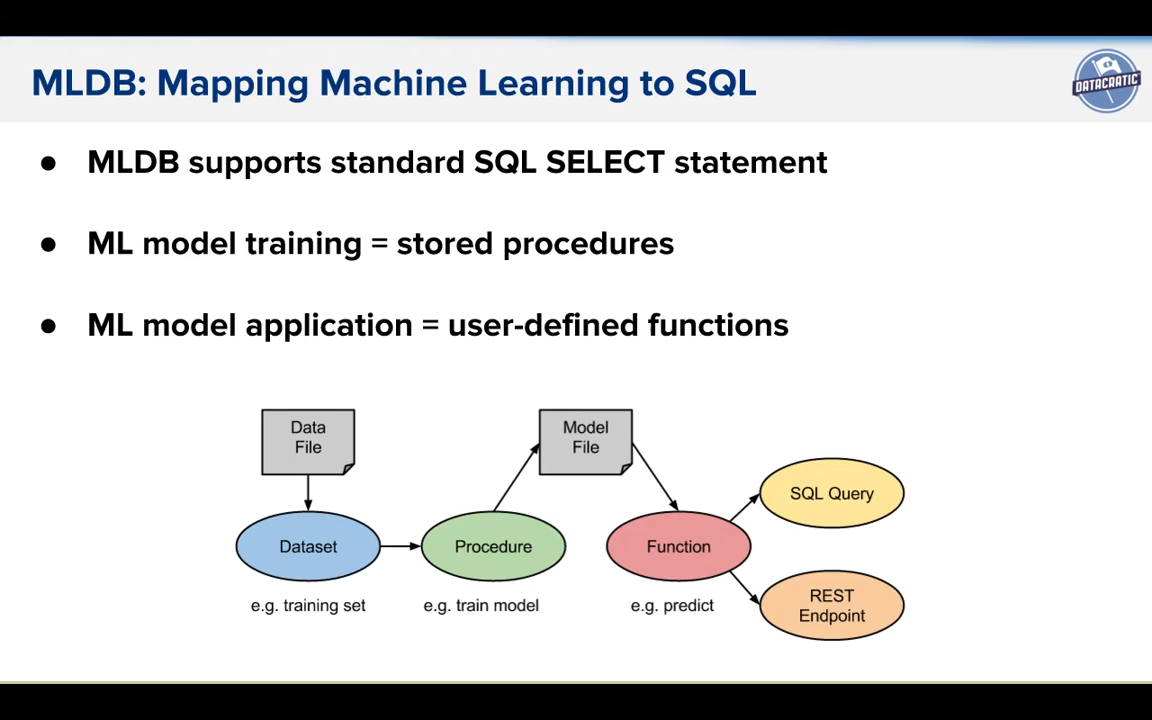 MLDB: Mapping Machine Learning to SQL
DATACRATIC
● MLDB supports standard SQL SELECT statement
● ML model training = stored procedures
● ML model application = user-defined functions
Data
File
Model
File
SQL Query
Dataset
Procedure
Function
e.g. training set
e.g. train model
e.g. predict
REST
Endpoint